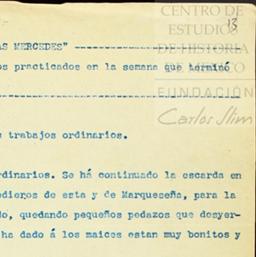 CENTRO DE
ESTUDIOS
DE HISTORIA
DE MÉXICO
FUNDACIÓN
Carlos Slim
13
AS MERCEDES" --------------------
os practicados en la semana que terminó
----------------------------------------
s trabajos ordinarios.
rdinarios. Se há continuado la escarda en
edieros de esta y de Marqueseña, para la
do, quedando pequeños pedazos que desyer-
ha dado á los maices estan muy bonitos y